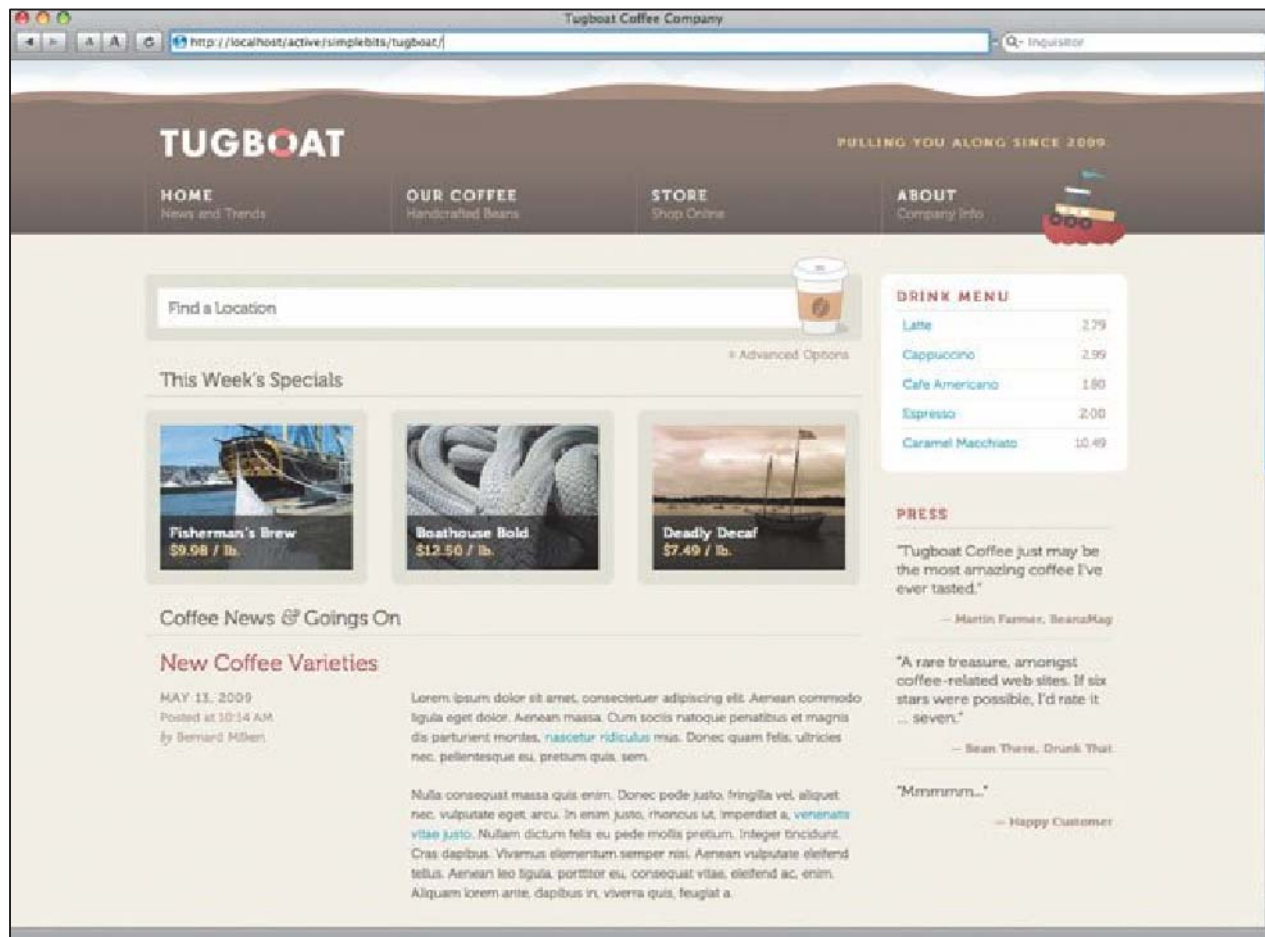 Tugboat Coffee Company
A A http://localhost/active/simplebits/tugboat/ Inquisitor
TUGBOAT
PULLING YOU ALONG SINCE 2009.
HOME
News and Trends
OUR COFFEE
Handcrafted Beans
STORE
Shop Online
ABOUT
Company Info
Find a Location
» Advanced Options
This Week's Specials
Fisherman's Brew
$9.98 / lb.
Boathouse Bold
$12.50 / lb.
Deadly Decaf
$7.49 / lb.
Coffee News & Goings On
New Coffee Varieties
MAY 13, 2009
Posted at 10:14 AM
by Bernard Milken
Lorem ipsum dolor sit amet, consectetuer adipiscing elit. Aenean commodo
ligula eget dolor. Aenean massa. Cum sociis natoque penatibus et magnis
dis parturient montes, nascetur ridiculus mus. Donec quam felis, ultricies
nec, pellentesque eu, pretium quis, sem.
Nulla consequat massa quis enim. Donec pede justo, fringilla vel, aliquet
nec, vulputate eget, arcu. In enim justo, rhoncus ut, imperdiet a, venenatis
vitae justo. Nullam dictum felis eu pede mollis pretium. Integer tincidunt.
Cras dapibus. Vivamus elementum semper nisi. Aenean vulputate eleifend
tellus. Aenean leo ligula, porttitor eu, consequat vitae, eleifend ac, enim.
Aliquam lorem ante, dapibus in, viverra quis, feugiat a.
DRINK MENU
Latte 2.79
Cappuccino 2.99
Cafe Americano 1.80
Espresso 2.00
Caramel Macchiato 10.49
PRESS
"Tugboat Coffee just may be
the most amazing coffee I've
ever tasted."
— Martin Farmer, BeansMag
"A rare treasure, amongst
coffee-related web sites. If six
stars were possible, I'd rate it
... seven."
— Bean There, Drunk That
"Mmmmm..."
— Happy Customer